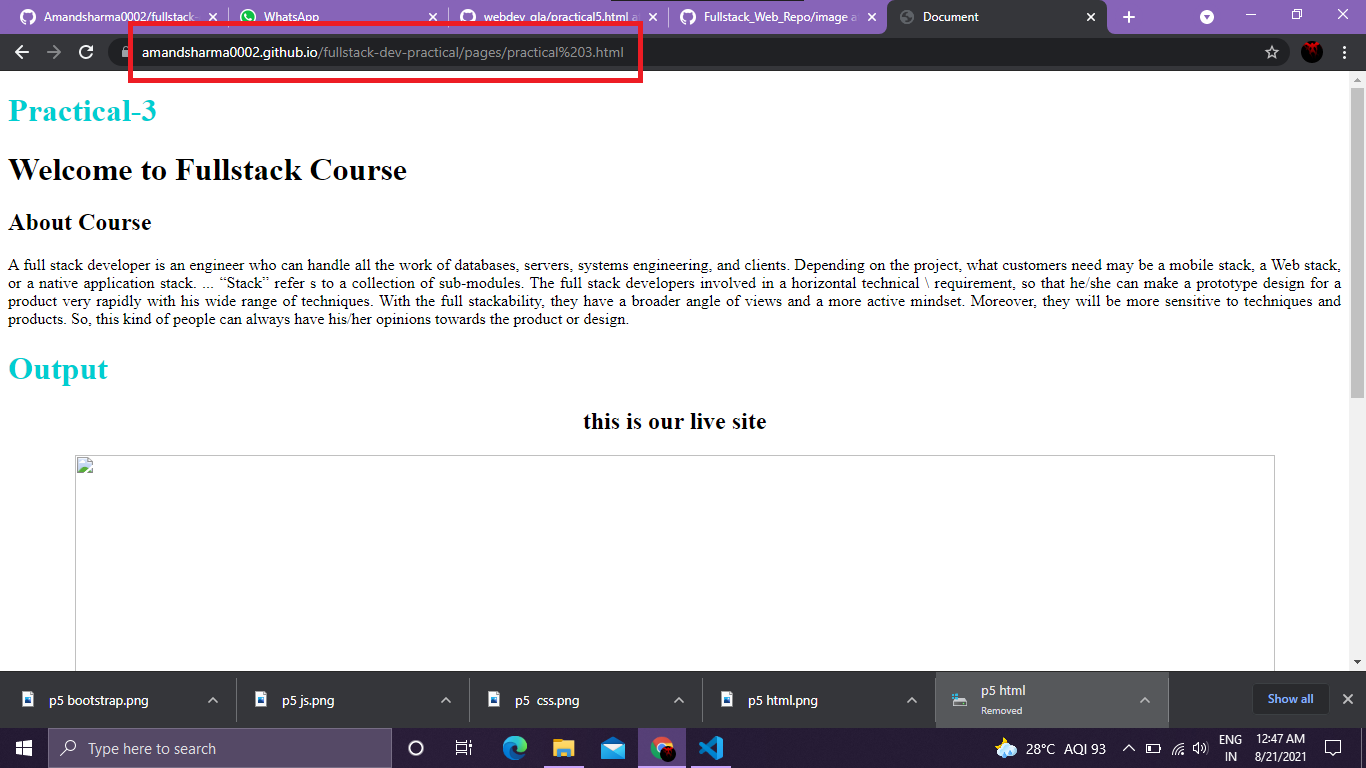 Amandsharma0002/fullstack-
WhatsApp
webdev_gla/practical5.html at
Fullstack_Web_Repo/image a
Document
amandsharma0002.github.io/fullstack-dev-practical/pages/practical%203.html
Practical-3
Welcome to Fullstack Course
About Course
A full stack developer is an engineer who can handle all the work of databases, servers, systems engineering, and clients. Depending on the project, what customers need may be a mobile stack, a Web stack,
or a native application stack. ... “Stack” refer s to a collection of sub-modules. The full stack developers involved in a horizontal technical \ requirement, so that he/she can make a prototype design for a
product very rapidly with his wide range of techniques. With the full stackability, they have a broader angle of views and a more active mindset. Moreover, they will be more sensitive to techniques and
products. So, this kind of people can always have his/her opinions towards the product or design.
Output
this is our live site
p5 bootstrap.png
p5 js.png
p5 css.png
p5 html.png
p5 html
Removed
Show all
Type here to search
28°C AQI 93
ENG
IN
12:47 AM
8/21/2021